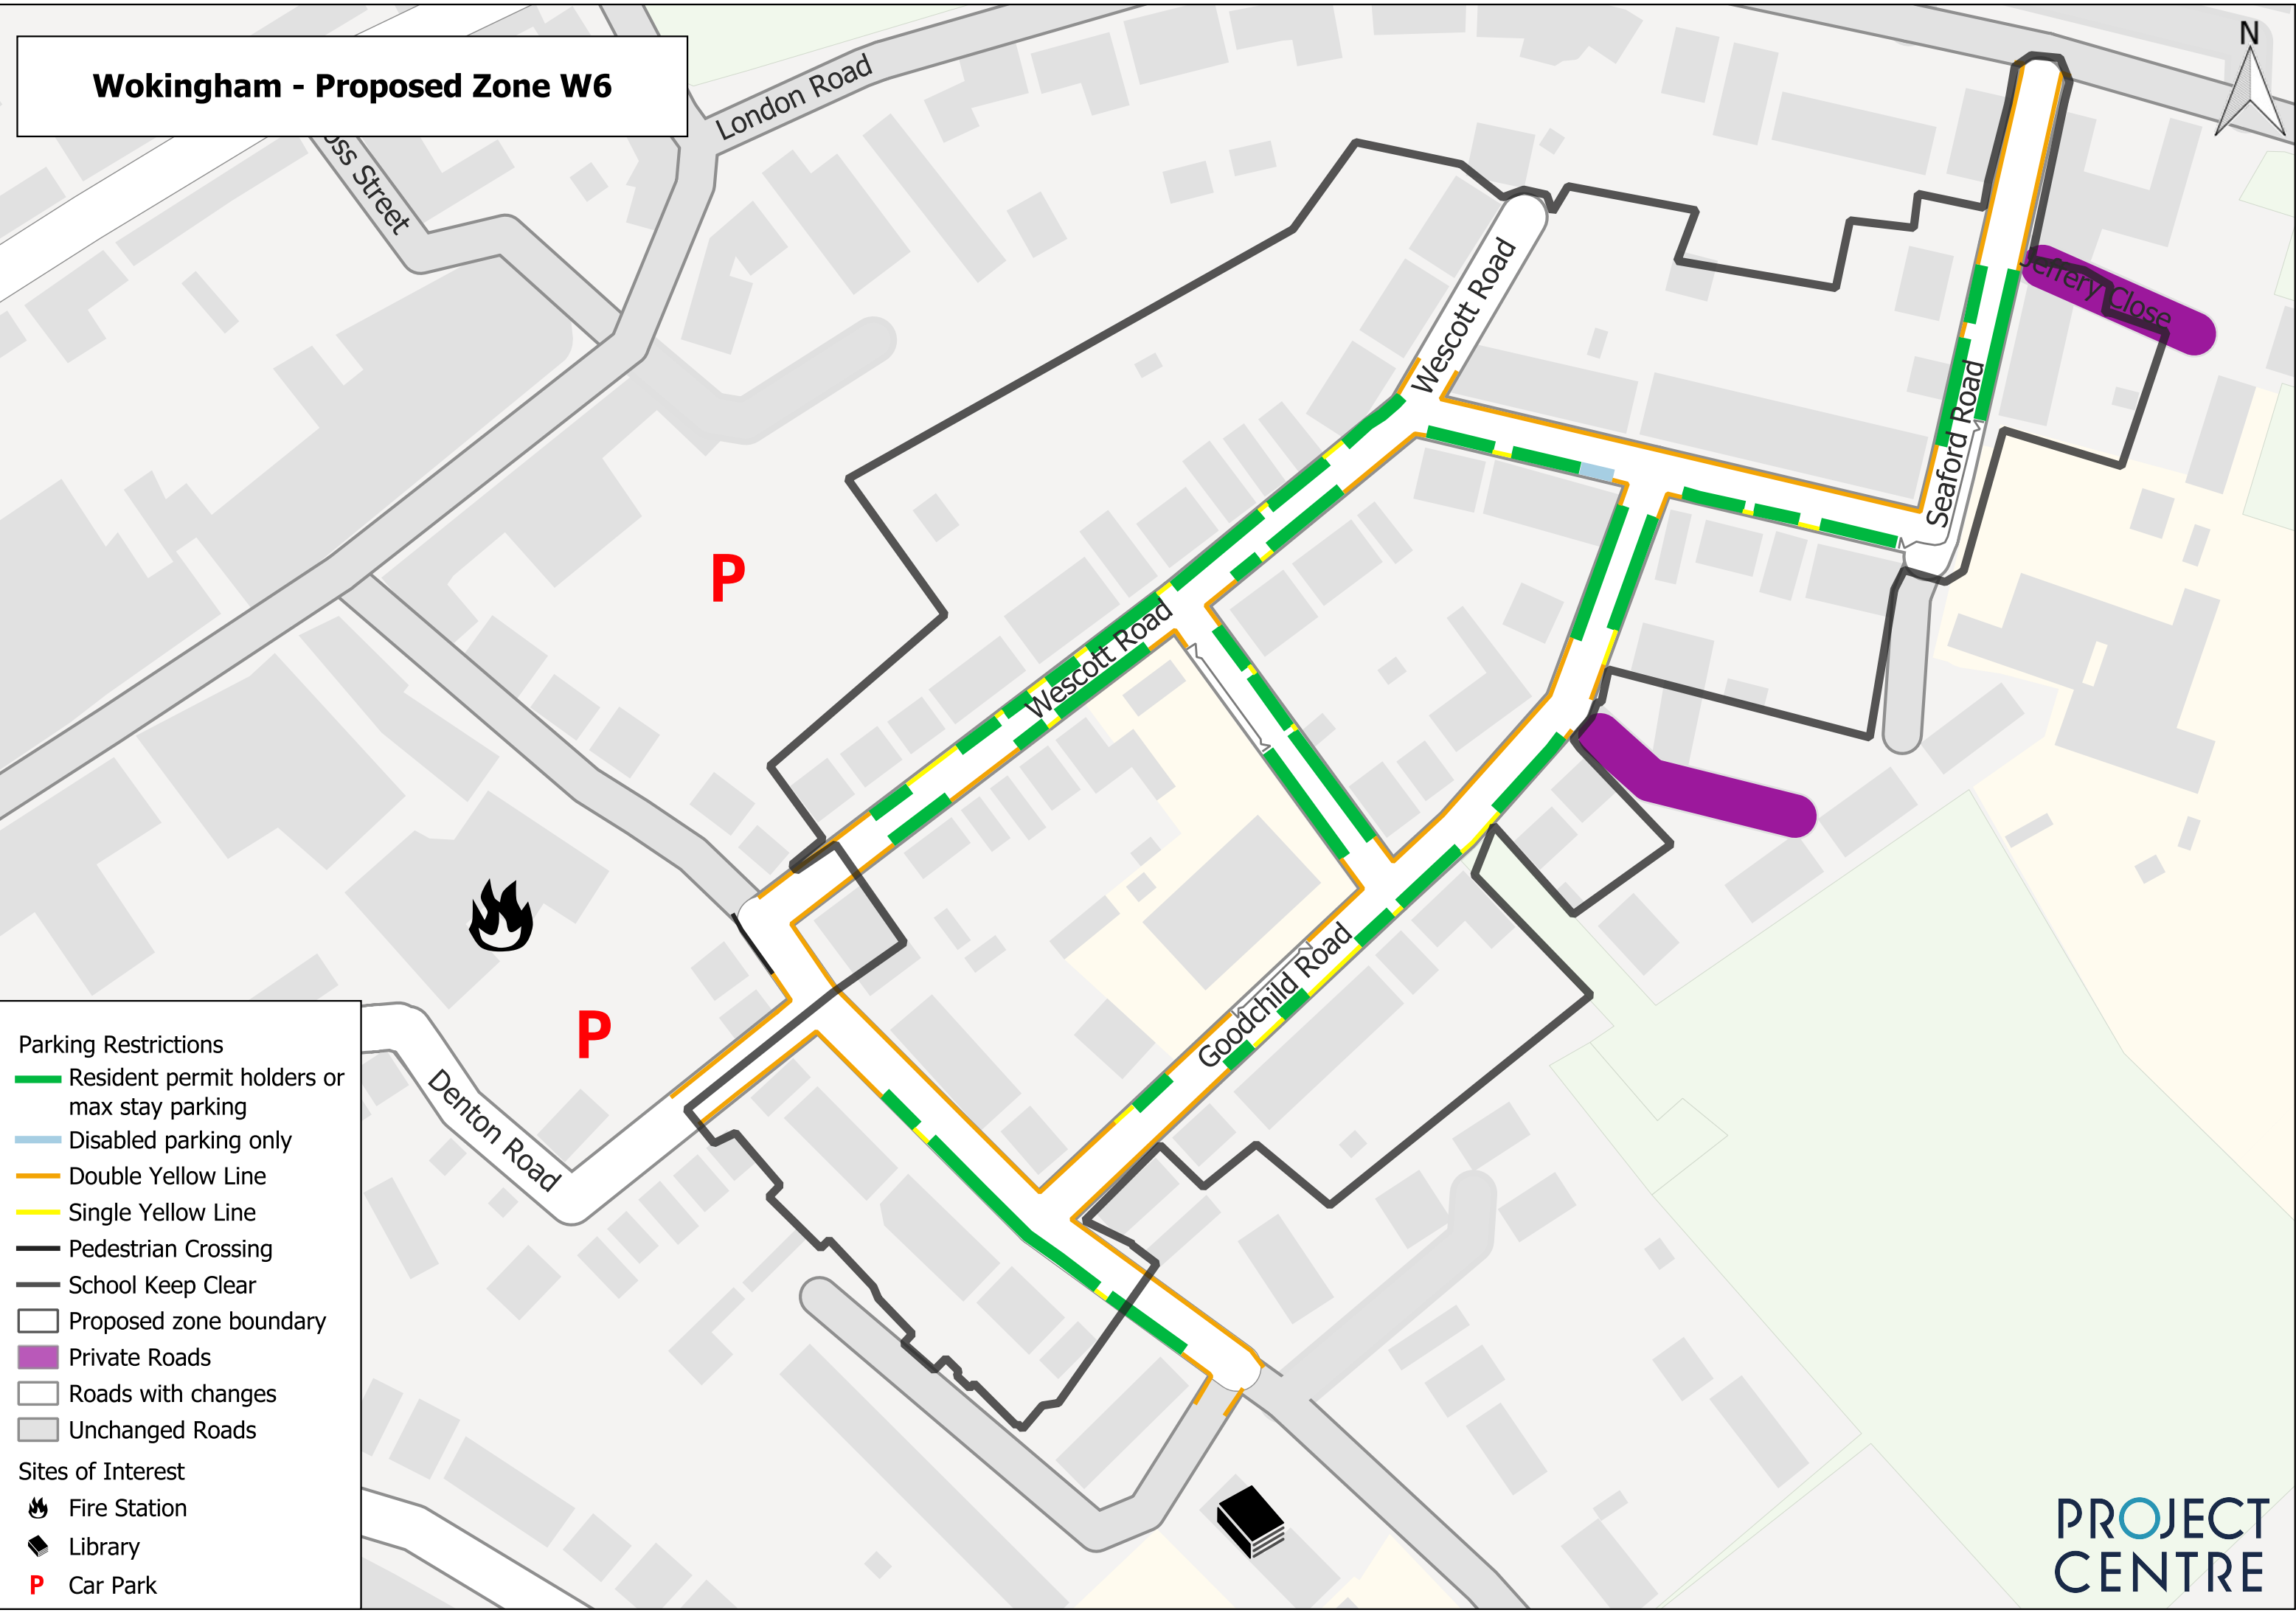 Wokingham - Proposed Zone W6
N
London Road
Street
Wescott Road
Jeffery Close
Seaford Road
Wescott Road
Goodchild Road
Denton Road
P
P
Parking Restrictions
Resident permit holders or
max stay parking
Disabled parking only
Double Yellow Line
Single Yellow Line
Pedestrian Crossing
School Keep Clear
Proposed zone boundary
Private Roads
Roads with changes
Unchanged Roads
Sites of Interest
Fire Station
Library
P Car Park
PROJECT
CENTRE